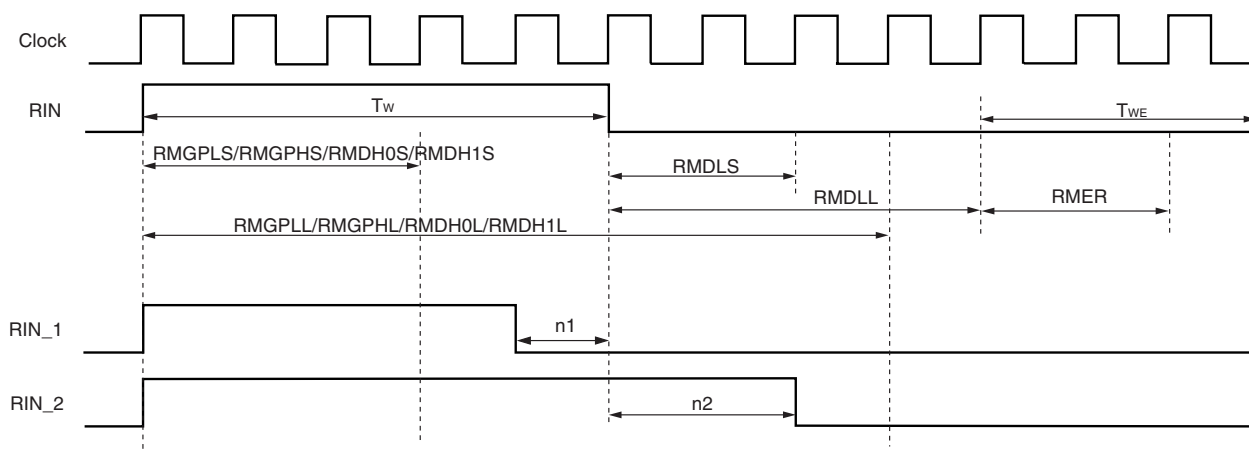 Clock
RIN
Tw
TWE
RMGPLS/RMGPHS/RMDH0S/RMDH1S
RMDLS
RMDLL
RMER
RMGPLL/RMGPHL/RMDH0L/RMDH1L
RIN_1
n1
RIN_2
n2